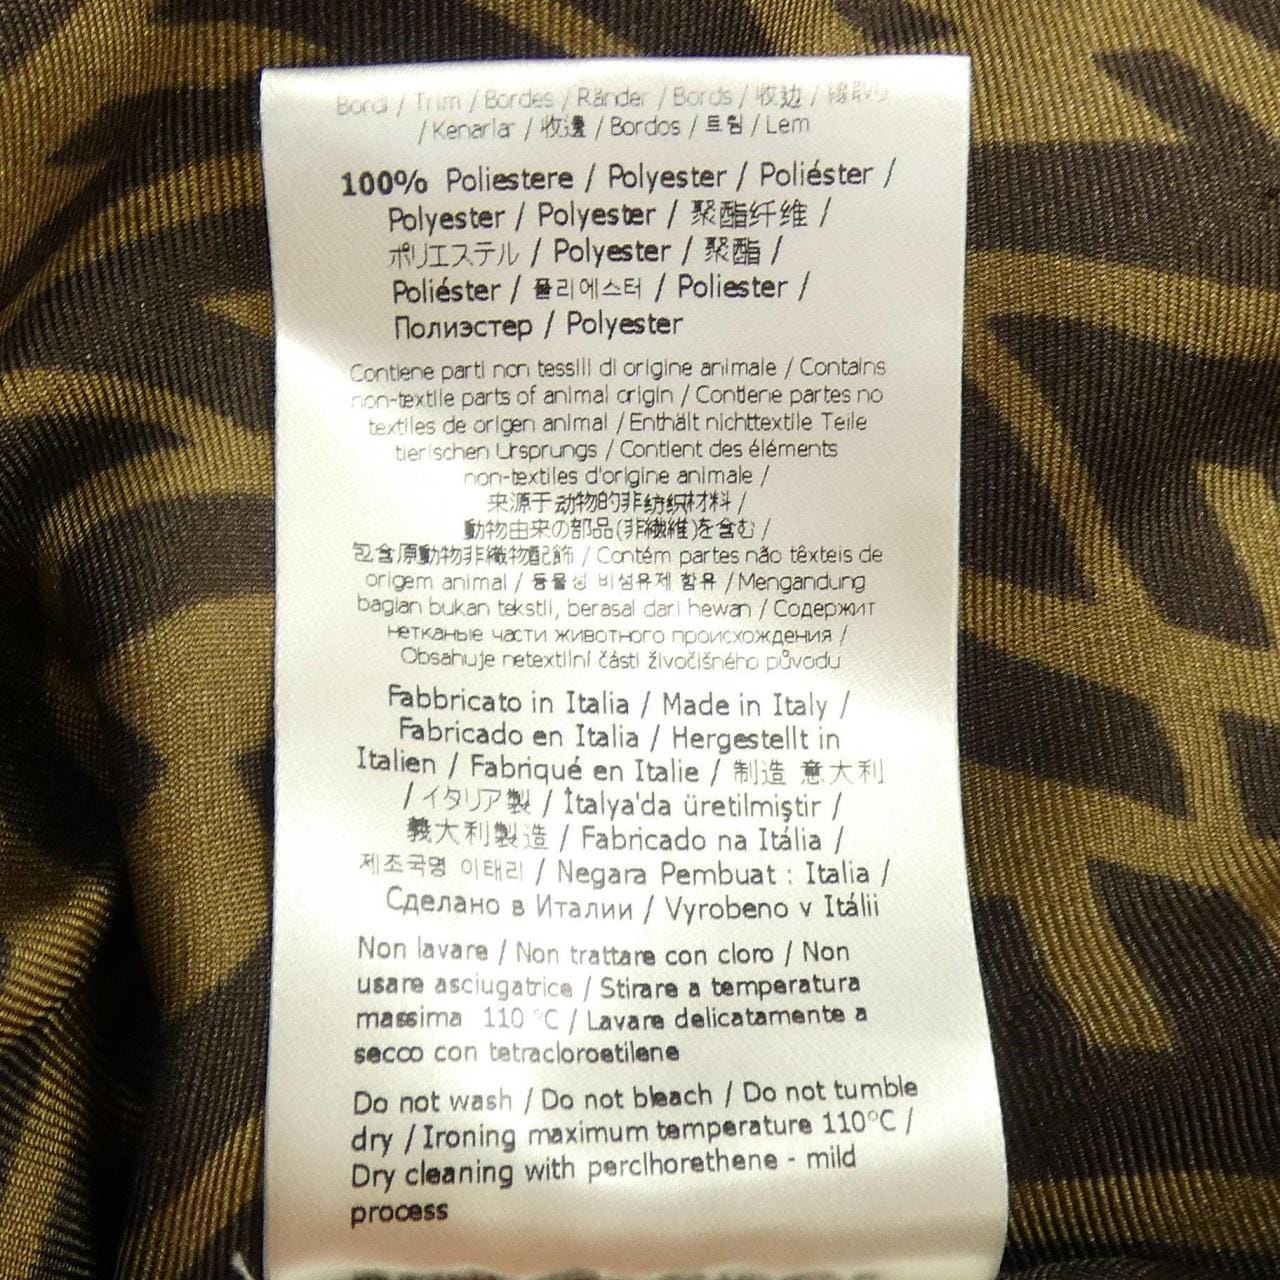 Bordi / Trim / Bordes / Ränder / Bords / 收边 / 縁取り
/ Kenarlar / 收邊 / Bordos / 트림 / Lem
100% Poliestere / Polyester / Poliéster /
Polyester / Polyester / 聚酯纤维 /
ポリエステル / Polyester / 聚酯 /
Poliéster / 폴리에스터 / Poliester /
Полиэстер / Polyester
Contiene parti non tessili di origine animale / Contains
non-textile parts of animal origin / Contiene partes no
textiles de origen animal / Enthält nichttextile Teile
tierischen Ursprungs / Contient des éléments
non-textiles d'origine animale /
来源于动物的非纺织材料 /
動物由来の部品(非繊維)を含む /
包含原動物非織物配飾 / Contém partes não têxteis de
origem animal / 동물성 비섬유제 함유 / Mengandung
bagian bukan tekstil, berasal dari hewan / Содержит
нетканые части животного происхождения /
Obsahuje netextilní části živočišného původu
Fabbricato in Italia / Made in Italy /
Fabricado en Italia / Hergestellt in
Italien / Fabriqué en Italie / 制造 意大利
/ イタリア製 / İtalya'da üretilmiştir /
義大利製造 / Fabricado na Itália /
제조국명 이태리 / Negara Pembuat : Italia /
Сделано в Италии / Vyrobeno v Itálii
Non lavare / Non trattare con cloro / Non
usare asciugatrice / Stirare a temperatura
massima 110 °C / Lavare delicatamente a
secco con tetracloroetilene
Do not wash / Do not bleach / Do not tumble
dry / Ironing maximum temperature 110°C /
Dry cleaning with perclhorethene - mild
process